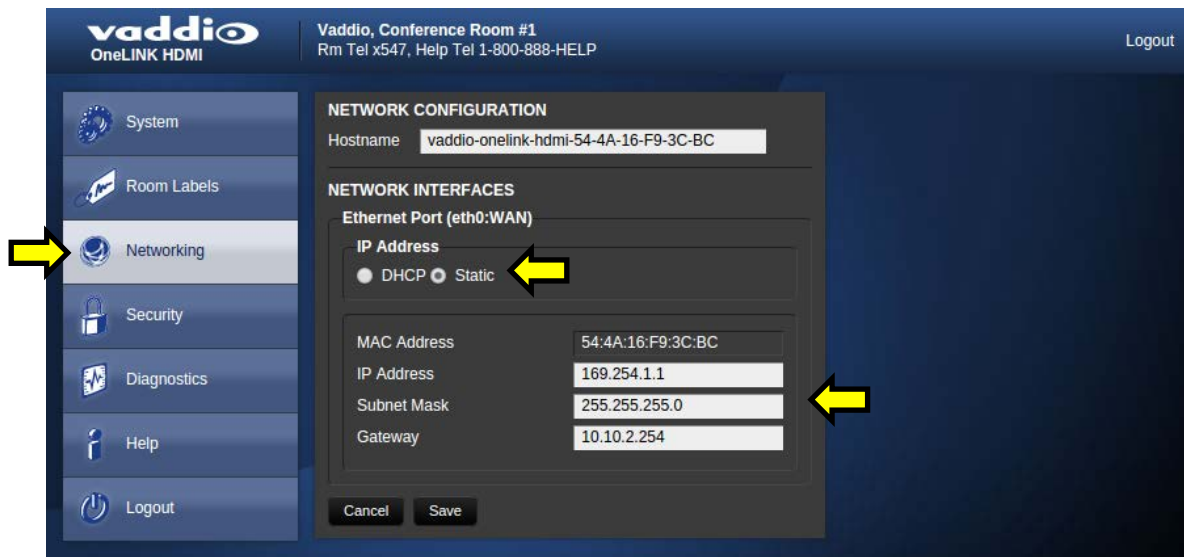 vaddio
OneLINK HDMI
Vaddio, Conference Room #1
Rm Tel x547, Help Tel 1-800-888-HELP
Logout
System
Room Labels
Networking
Security
Diagnostics
Help
Logout
NETWORK CONFIGURATION
Hostname vaddio-onelink-hdmi-54-4A-16-F9-3C-BC
NETWORK INTERFACES
Ethernet Port (eth0:WAN)
IP Address
DHCP Static
MAC Address 54:4A:16:F9:3C:BC
IP Address 169.254.1.1
Subnet Mask 255.255.255.0
Gateway 10.10.2.254
Cancel Save